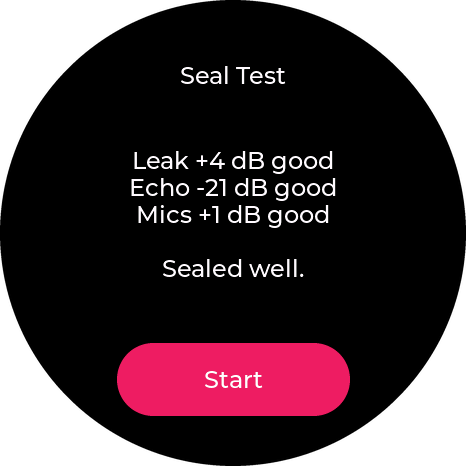 Seal Test
Leak +4 dB good
Echo -21 dB good
Mics +1 dB good
Sealed well.
Start